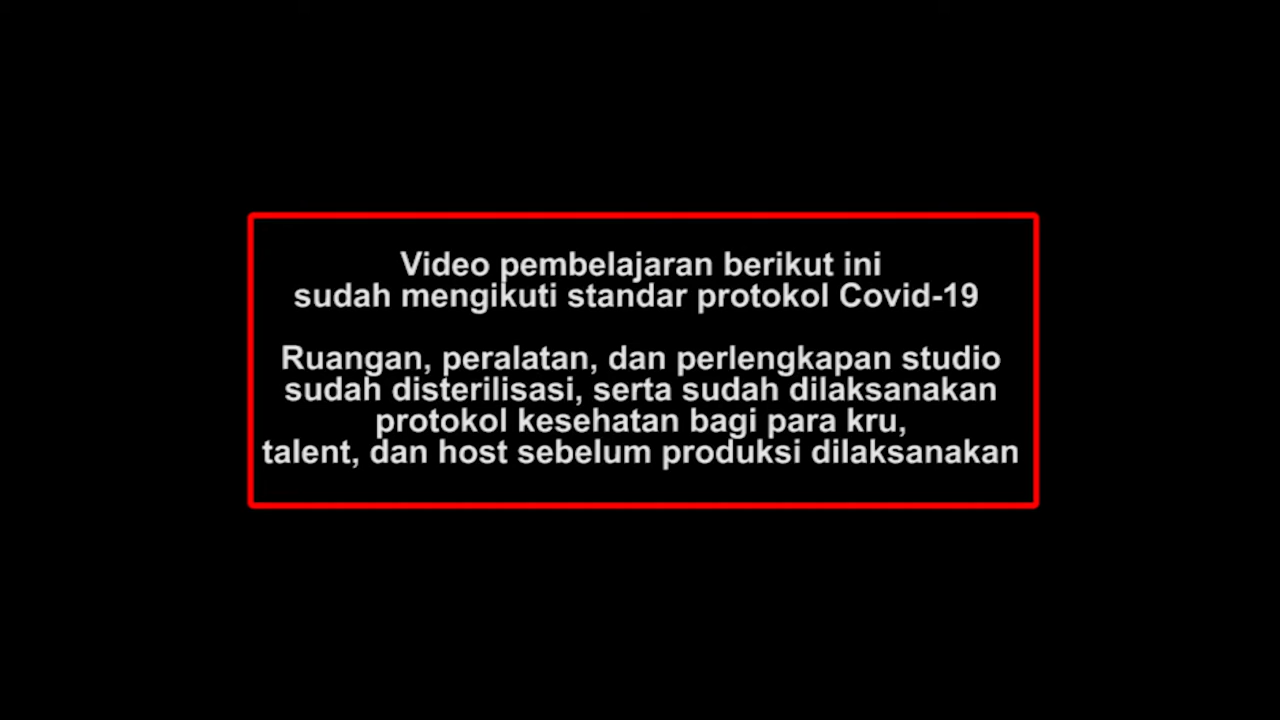 Video pembelajaran berikut ini
sudah mengikuti standar protokol Covid-19
Ruangan, peralatan, dan perlengkapan studio
sudah disterilisasi, serta sudah dilaksanakan
protokol kesehatan bagi para kru,
talent, dan host sebelum produksi dilaksanakan